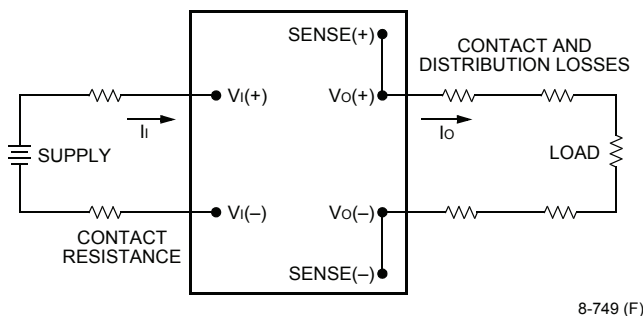 SENSE(+)
CONTACT AND
DISTRIBUTION LOSSES
VI(+)
VO(+)
II
IO
SUPPLY
LOAD
VI(–)
VO(–)
CONTACT
RESISTANCE
SENSE(–)
8-749 (F)